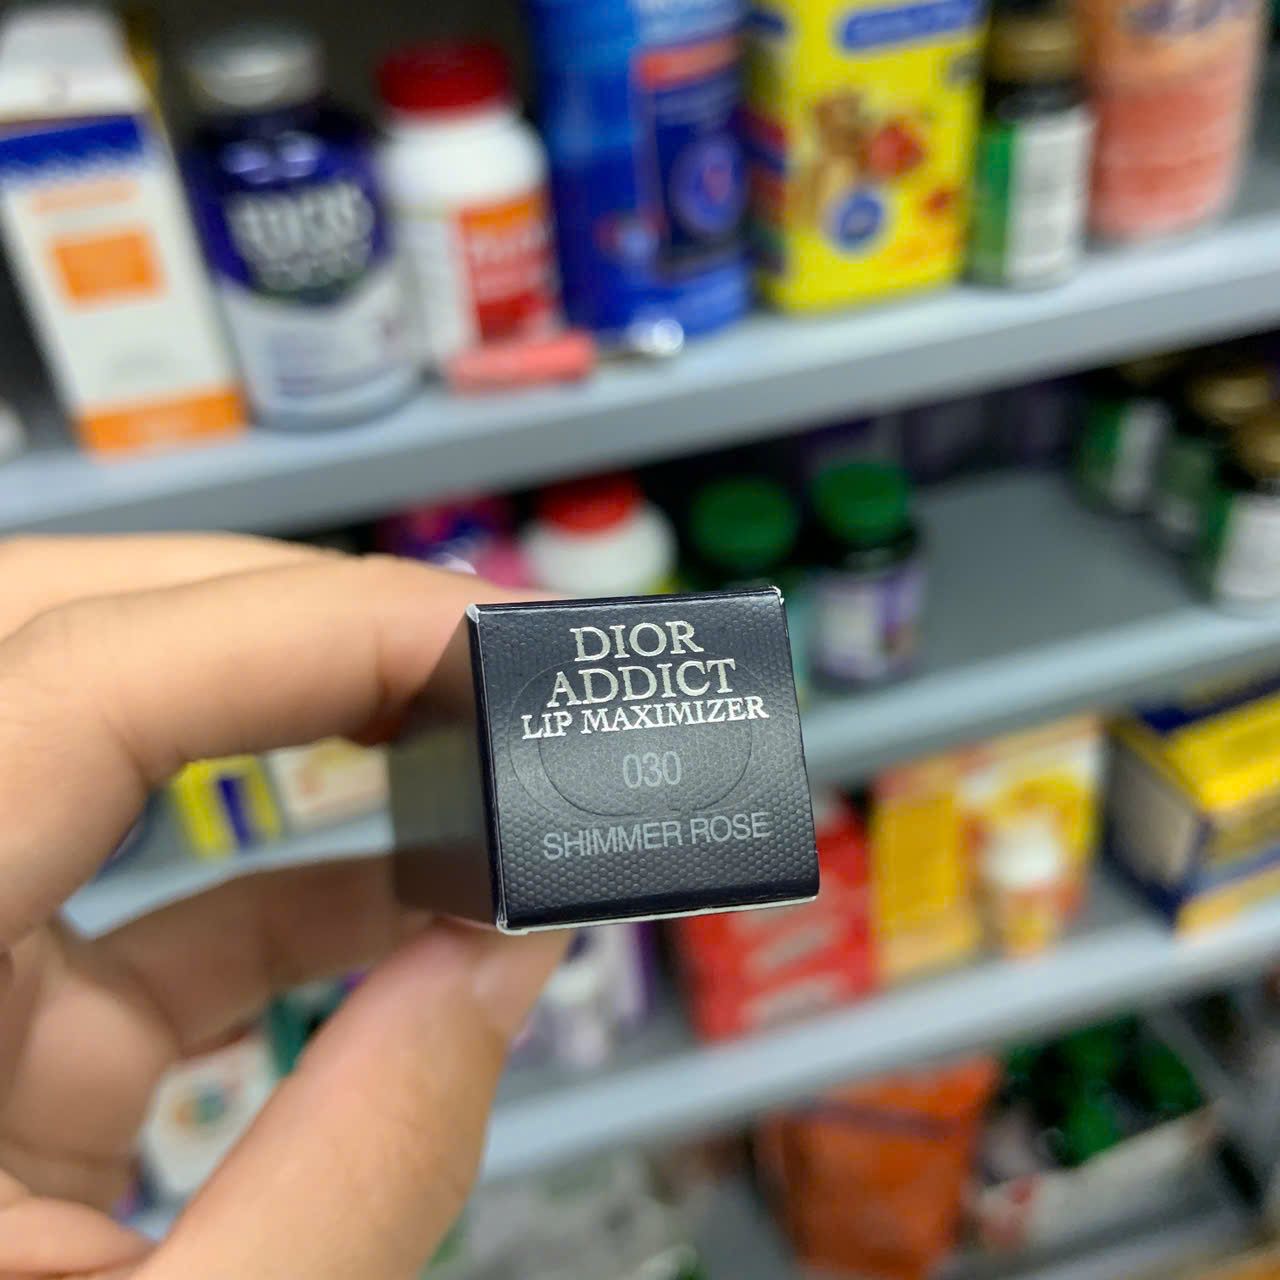 DIOR
ADDICT
LIP MAXIMIZER
030
SHIMMER ROSE